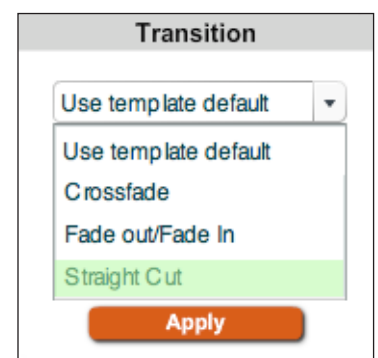 Transition
Use template default
Use template default
Crossfade
Fade out/Fade In
Straight Cut
Apply